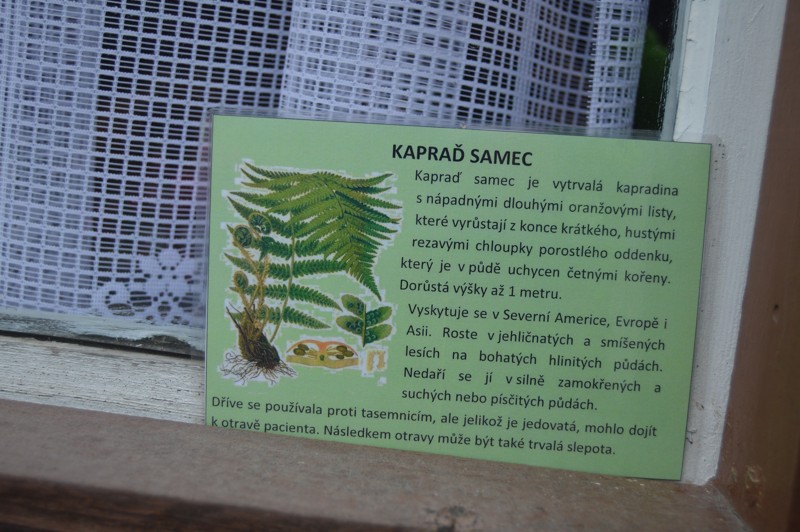 KAPRAĎ SAMEC
Kapraď samec je vytrvalá kapradina
s nápadnými dlouhými oranžovými listy,
které vyrůstají z konce krátkého, hustými
rezavými chloupky porostlého oddenku,
který je v půdě uchycen četnými kořeny.
Dorůstá výšky až 1 metru.
Vyskytuje se v Severní Americe, Evropě i
Asii. Roste v jehličnatých a smíšených
lesích na bohatých hlinitých půdách.
Nedaří se jí v silně zamokřených a
suchých nebo písčitých půdách.
Dříve se používala proti tasemnicím, ale jelikož je jedovatá, mohlo dojít
k otravě pacienta. Následkem otravy může být také trvalá slepota.